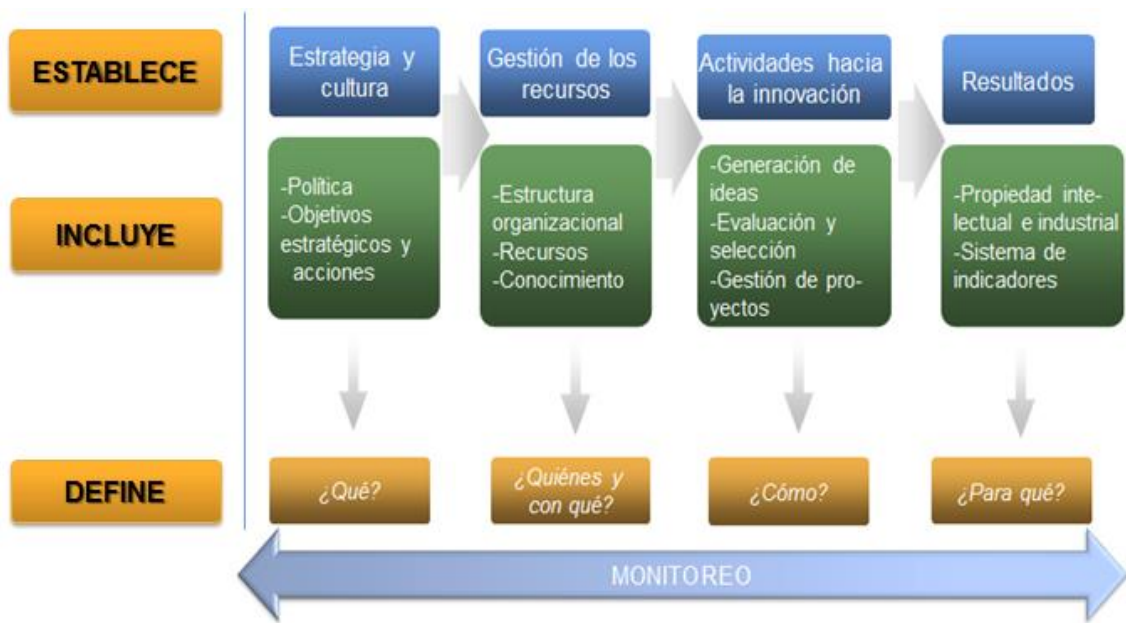 ESTABLECE
Estrategia y
cultura
Gestión de los
recursos
Actividades hacia
la innovación
Resultados
INCLUYE
-Política
-Objetivos
estratégicos y
acciones
-Estructura
organizacional
-Recursos
-Conocimiento
-Generación de
ideas
-Evaluación y
selección
-Gestión de pro-
yectos
-Propiedad inte-
lectual e industrial
-Sistema de
indicadores
DEFINE
¿Qué?
¿Quiénes y
con qué?
¿Cómo?
¿Para qué?
MONITOREO